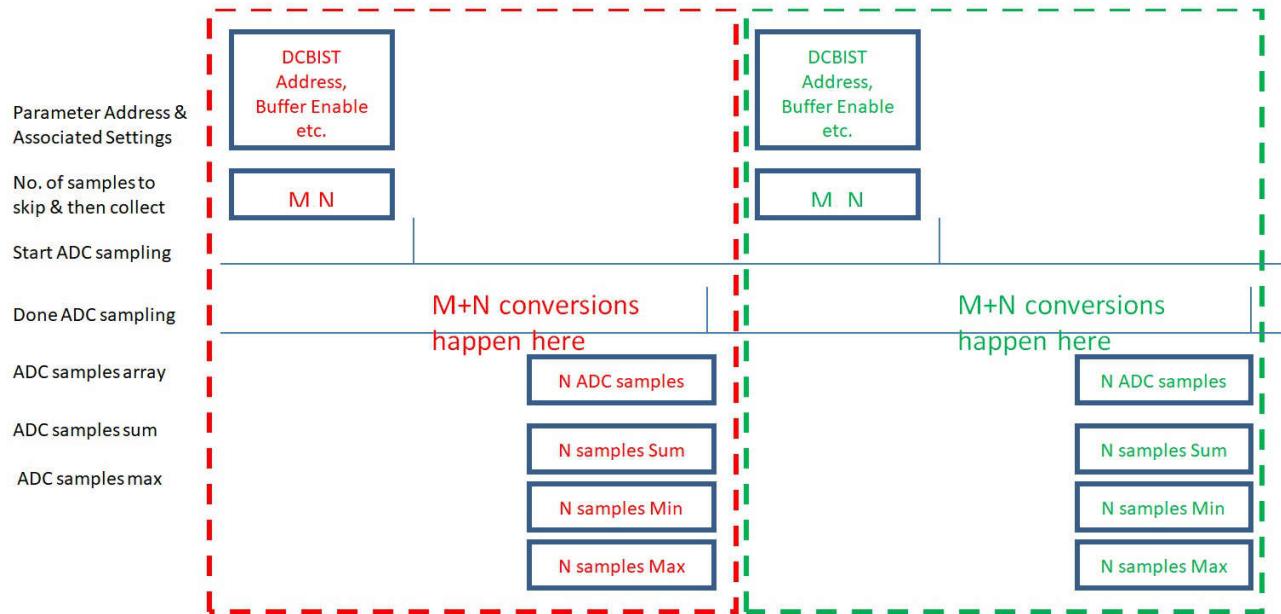 DCBIST
Address,
Buffer Enable
etc.
DCBIST
Address,
Buffer Enable
etc.
Parameter Address &
Associated Settings
No. of samples to
skip & then collect
M N
M N
Start ADC sampling
Done ADC sampling
M+N conversions
happen here
M+N conversions
happen here
ADC samples array
N ADC samples
N ADC samples
ADC samples sum
N samples Sum
N samples Sum
ADC samples max
N samples Min
N samples Min
N samples Max
N samples Max